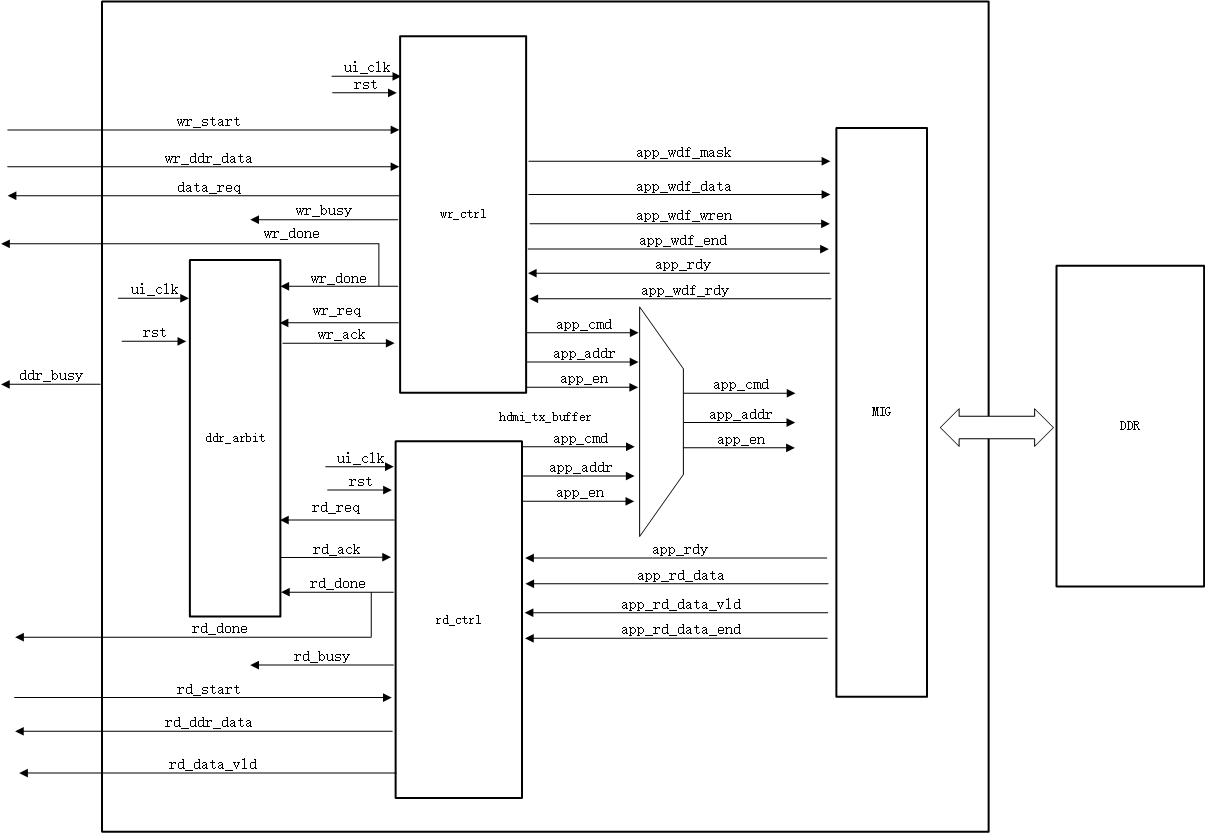 ui_clk
rst
wr_start
wr_ddr_data
data_req
wr_busy
wr_done
wr_ctrl
app_wdf_mask
app_wdf_data
app_wdf_wren
app_wdf_end
app_rdy
app_wdf_rdy
ui_clk
wr_done
wr_req
rst
wr_ack
app_cmd
app_addr
app_en
ddr_busy
app_cmd
app_addr
app_en
MIG
DDR
hdmi_tx_buffer
ddr_arbit
app_cmd
app_addr
app_en
ui_clk
rst
rd_req
rd_ack
rd_done
rd_done
rd_busy
rd_start
rd_ddr_data
rd_data_vld
rd_ctrl
app_rdy
app_rd_data
app_rd_data_vld
app_rd_data_end